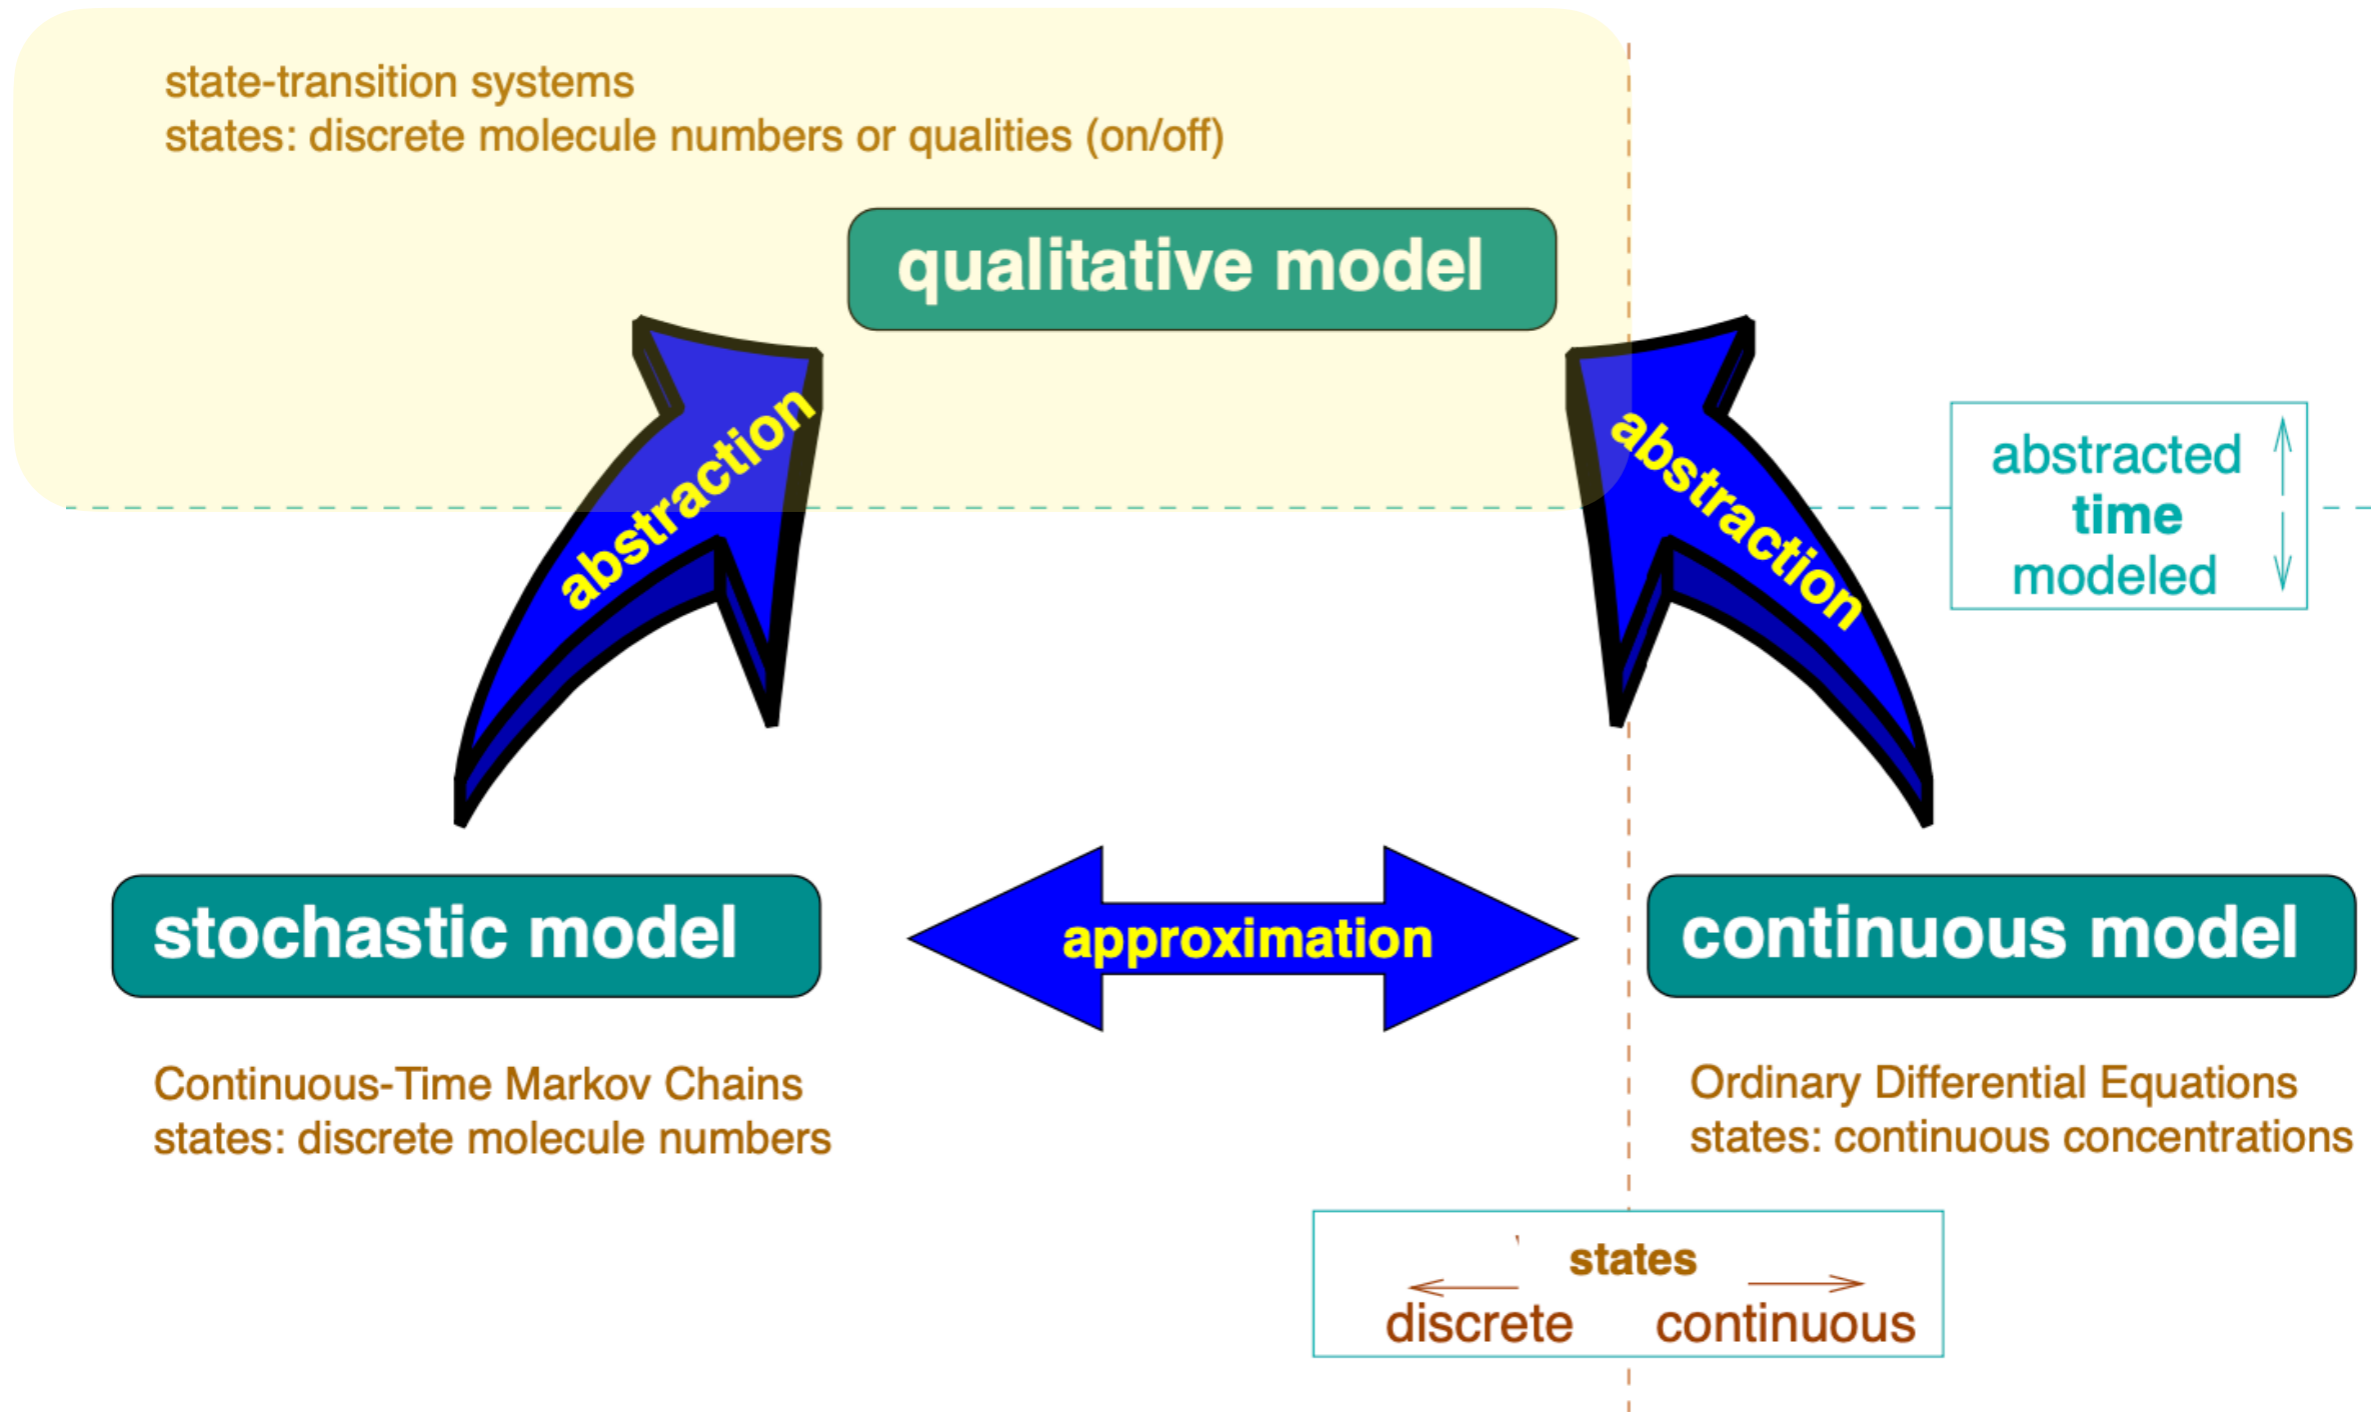 state-transition systems
states: discrete molecule numbers or qualities (on/off)
qualitative model
abstraction
abstraction
abstracted
time
modeled
stochastic model
approximation
continuous model
Continuous-Time Markov Chains
states: discrete molecule numbers
Ordinary Differential Equations
states: continuous concentrations
states
discrete continuous